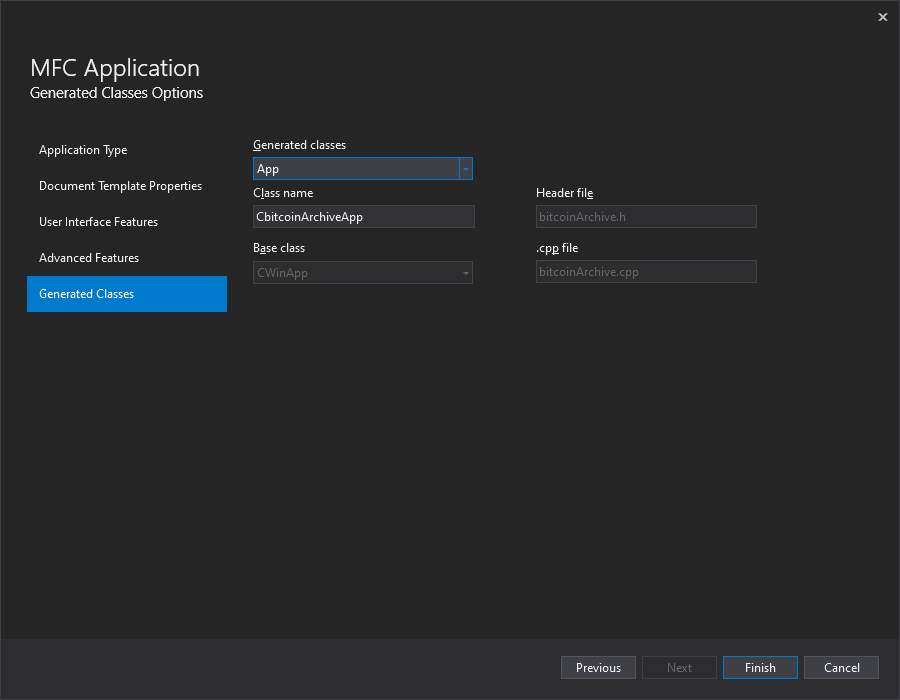 MFC Application
Generated Classes Options
Application Type
Document Template Properties
User Interface Features
Advanced Features
Generated Classes
Generated classes
App
Class name
CbitcoinArchiveApp
Header file
bitcoinArchive.h
Base class
CWinApp
.cpp file
bitcoinArchive.cpp
Previous
Next
Finish
Cancel